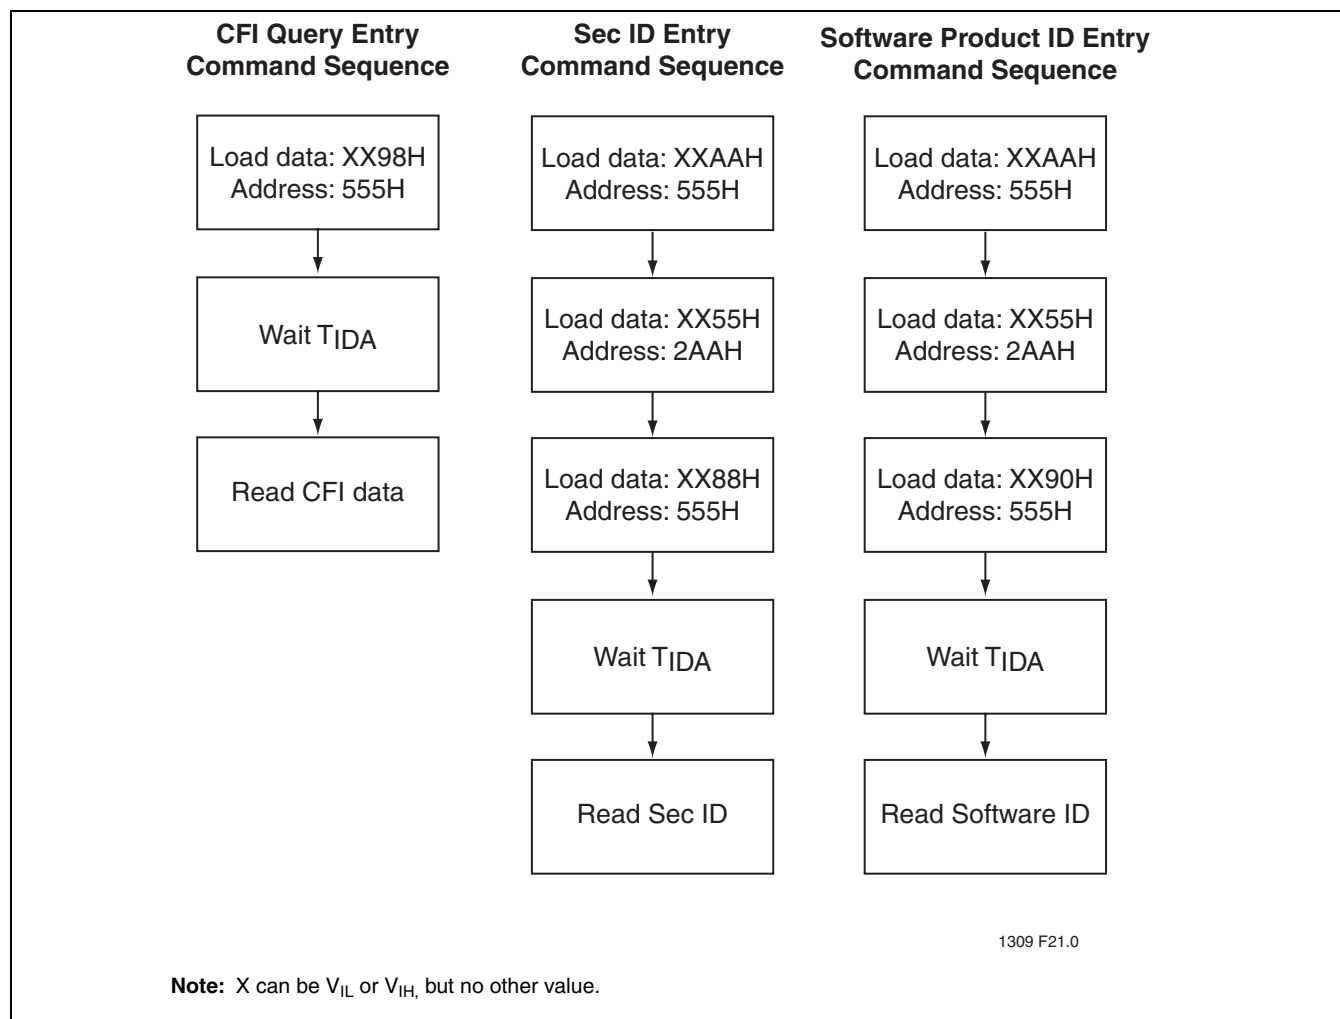 CFI Query Entry
Command Sequence
Load data: XX98H
Address: 555H
Wait TIDA
Read CFI data
Sec ID Entry
Command Sequence
Load data: XXAAH
Address: 555H
Load data: XX55H
Address: 2AAH
Load data: XX88H
Address: 555H
Wait TIDA
Read Sec ID
Software Product ID Entry
Command Sequence
Load data: XXAAH
Address: 555H
Load data: XX55H
Address: 2AAH
Load data: XX90H
Address: 555H
Wait TIDA
Read Software ID
1309 F21.0
Note: X can be VIL or VIH, but no other value.